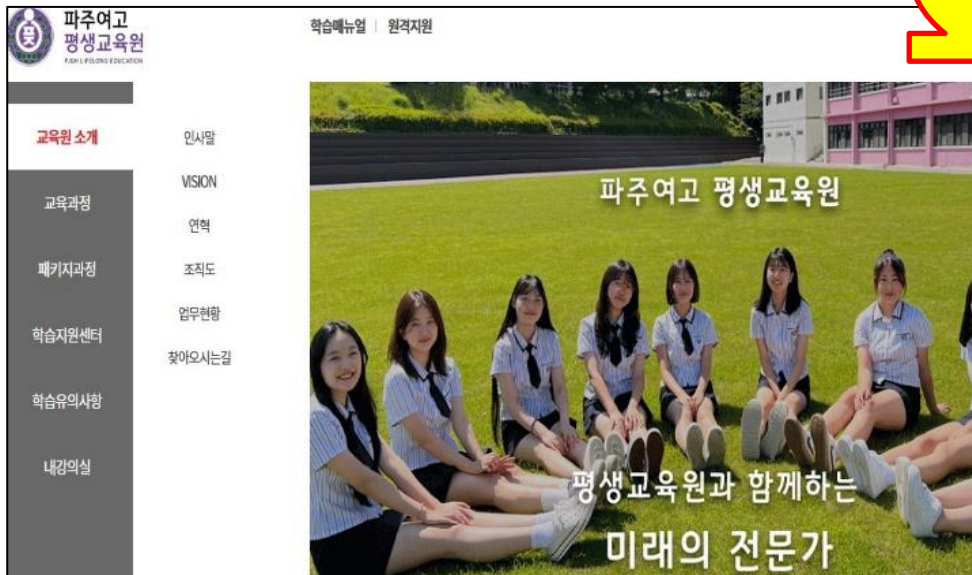 파주여고
평생교육원
PJGH LIFELONG EDUCATION
학습매뉴얼 | 원격지원
교육원 소개
교육과정
패키지과정
학습지원센터
학습유의사항
내강의실
인사말
VISION
연혁
조직도
업무현황
찾아오시는길
파주여고 평생교육원
평생교육원과 함께하는
미래의 전문가